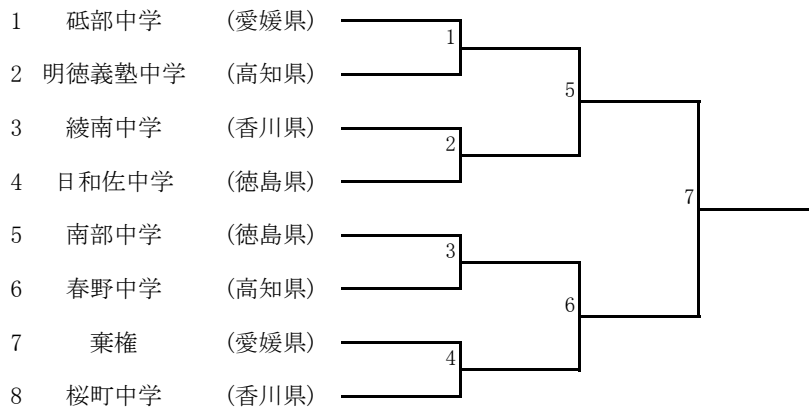 1 砥部中学 (愛媛県)
1
2 明徳義塾中学 (高知県)
5
3 綾南中学 (香川県)
2
4 日和佐中学 (徳島県)
7
5 南部中学 (徳島県)
3
6 春野中学 (高知県)
6
7 棄権 (愛媛県)
4
8 桜町中学 (香川県)